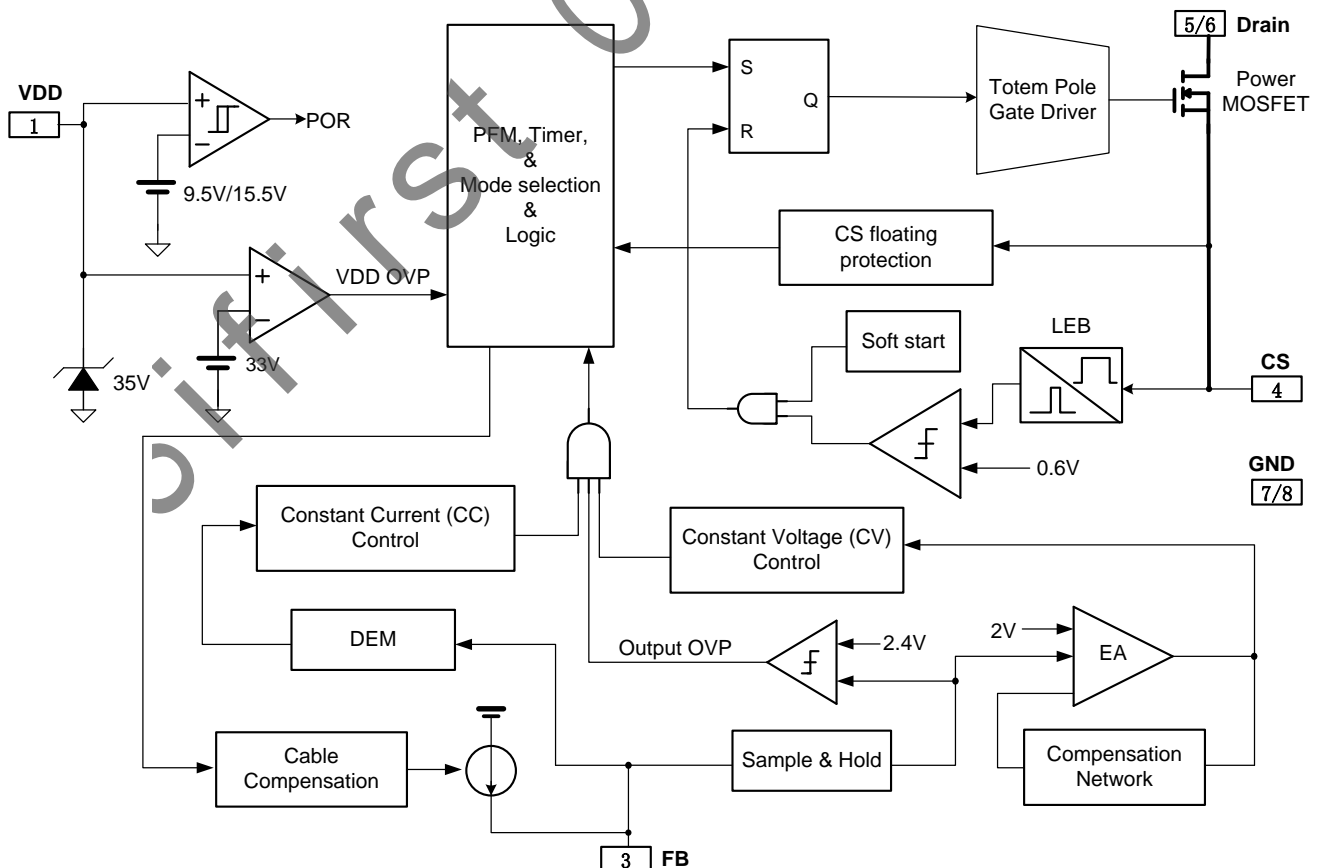 5/6 Drain
Power
MOSFET
VDD
1
+
−
POR
9.5V/15.5V
PFM, Timer,
&
Mode selection
&
Logic
S
R
Q
Totem Pole
Gate Driver
CS floating
protection
+
−
VDD OVP
33V
35V
Soft start
LEB
CS
4
0.6V
GND
7/8
Constant Current (CC)
Control
Constant Voltage (CV)
Control
DEM
Output OVP
2.4V
2V
EA
Cable
Compensation
Sample & Hold
Compensation
Network
3 FB